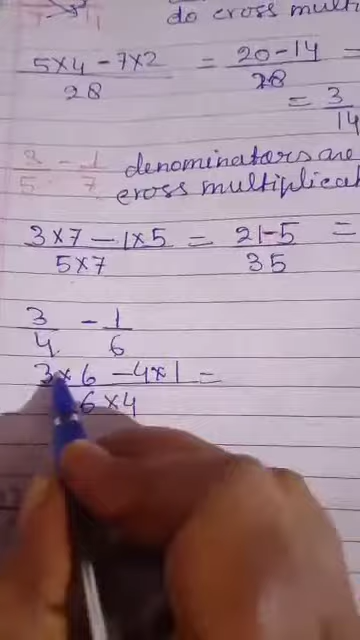 do cross multi
5×4 - 7×2 = 20-14 =
28 28
= 3
14
3 - 1 denominators are
5 7 cross multiplicat
3×7 - 1×5 = 21-5 =
5×7 35
3 - 1
4 6
3×6 - 4×1 =
6×4